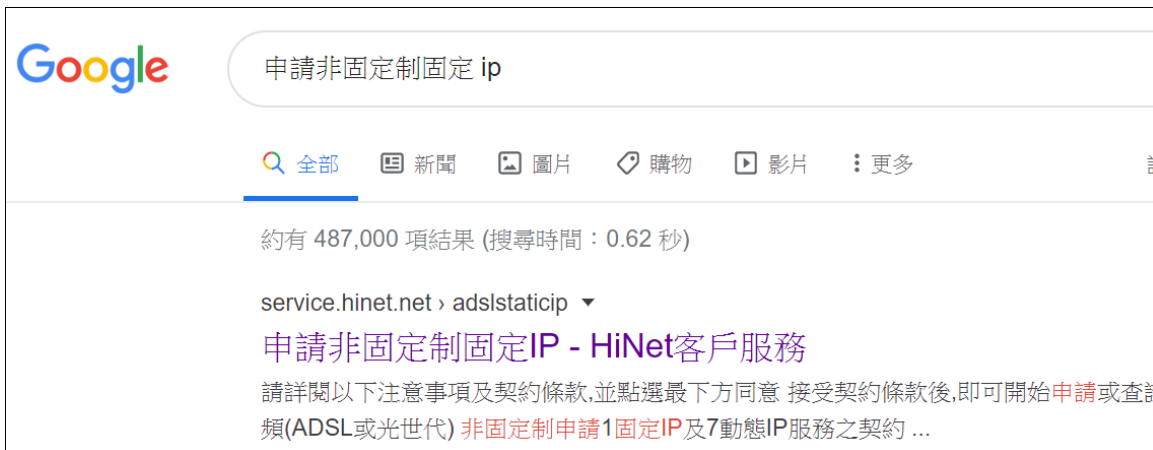 Google
申請非固定制固定 ip
全部 新聞 圖片 購物 影片 更多
約有 487,000 項結果 (搜尋時間：0.62 秒)
service.hinet.net › adslstaticip
申請非固定制固定IP - HiNet客戶服務
請詳閱以下注意事項及契約條款,並點選最下方同意 接受契約條款後,即可開始申請或查
頻(ADSL或光世代) 非固定制申請1固定IP及7動態IP服務之契約 ...